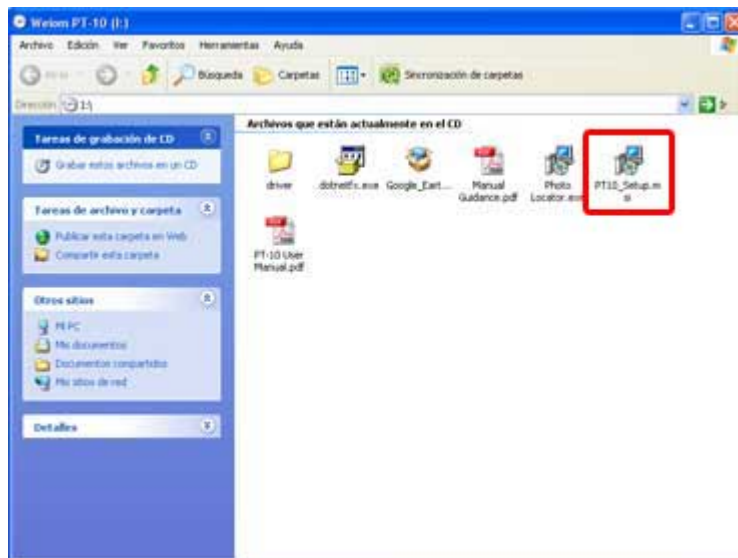 Weiom PT-10 (I:)
Archivo Edición Ver Favoritos Herramientas Ayuda
Búsqueda Carpetas Sincronización de carpetas
Dirección I:\
Archivos que están actualmente en el CD
Tareas de grabación de CD
Grabar estos archivos en un CD
driver
dotnetfx.exe
Google_Eart...
Manual Guidance.pdf
Photo Locator.exe
PT10_Setup.msi
Tareas de archivo y carpeta
Publicar esta carpeta en Web
Compartir esta carpeta
PT-10 User Manual.pdf
Otros sitios
Mi PC
Mis documentos
Documentos compartidos
Mis sitios de red
Detalles